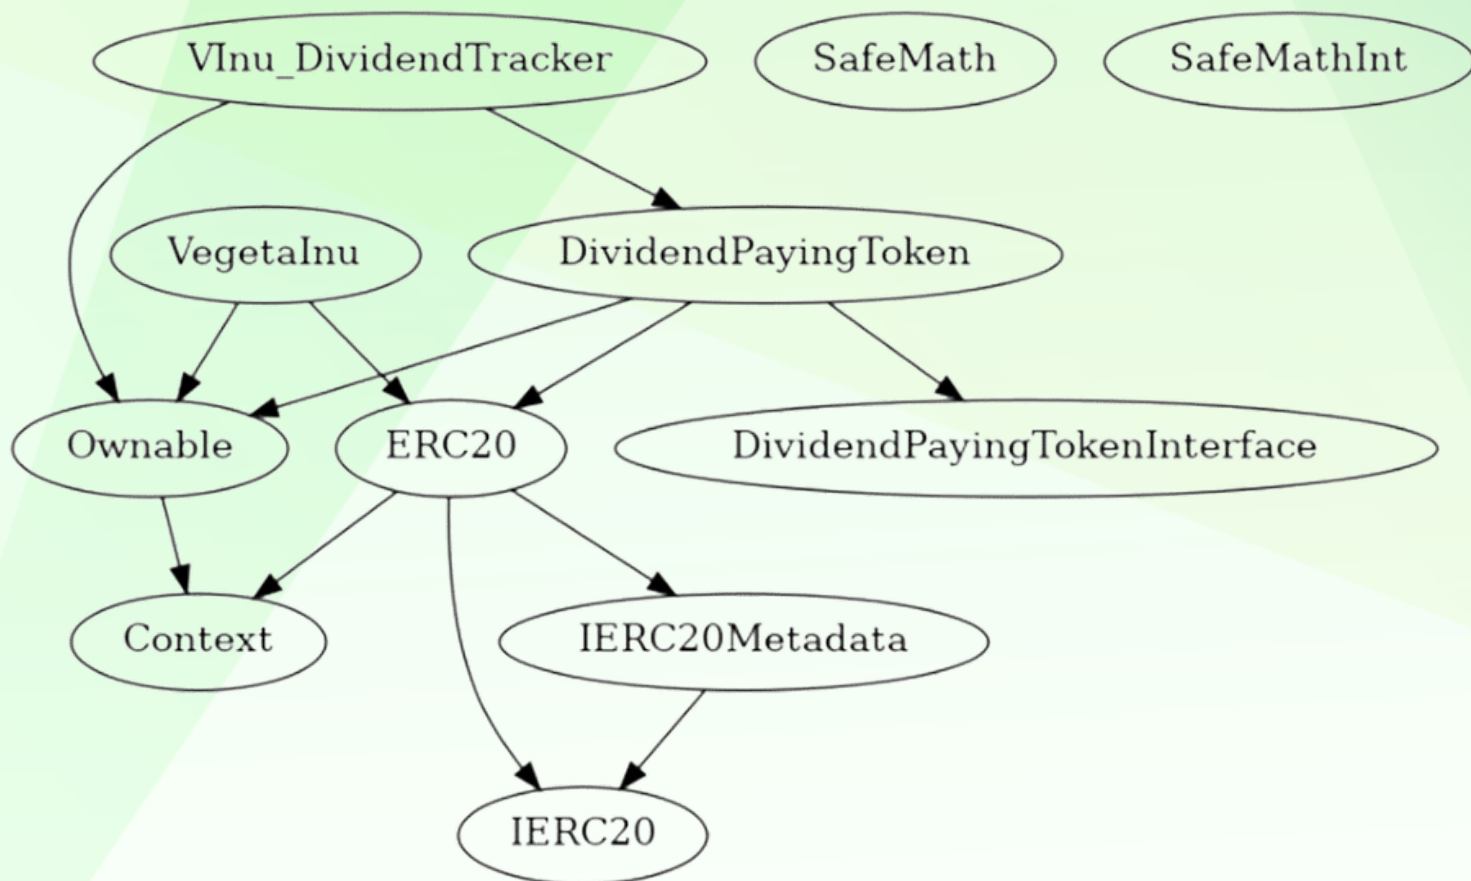 VInu_DividendTracker
SafeMath
SafeMathInt
VegetaInu
DividendPayingToken
Ownable
ERC20
DividendPayingTokenInterface
Context
IERC20Metadata
IERC20